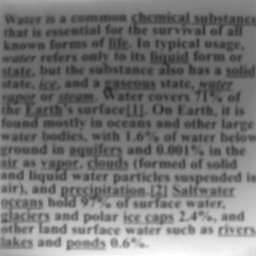 Water is a common chemical substance
that is essential for the survival of all
known forms of life. In typical usage,
water refers only to its liquid form or
state, but the substance also has a solid
state, ice, and a gaseous state, water
vapor or steam. Water covers 71% of
the Earth's surface[1]. On Earth, it is
found mostly in oceans and other large
water bodies, with 1.6% of water below
ground in aquifers and 0.001% in the
air as vapor, clouds (formed of solid
and liquid water particles suspended in
air), and precipitation.[2] Saltwater
oceans hold 97% of surface water,
glaciers and polar ice caps 2.4%, and
other land surface water such as rivers,
lakes and ponds 0.6%.